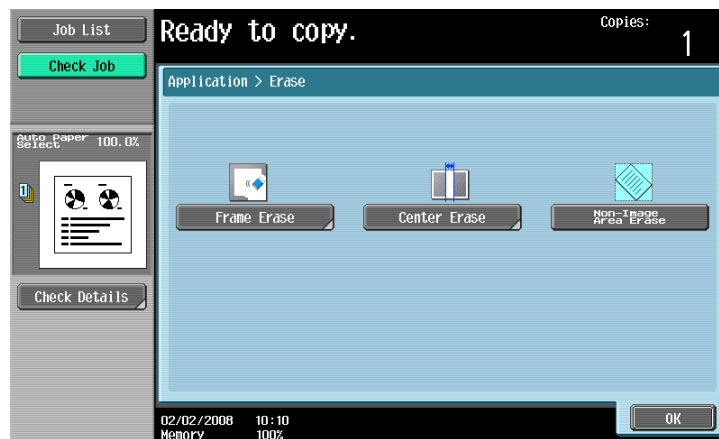 Job List
Ready to copy.
Copies:
1
Check Job
Application > Erase
Auto Paper
Select 100.0%
Frame Erase
Center Erase
Non-Image
Area Erase
Check Details
02/02/2008 10:10
Memory 100%
OK